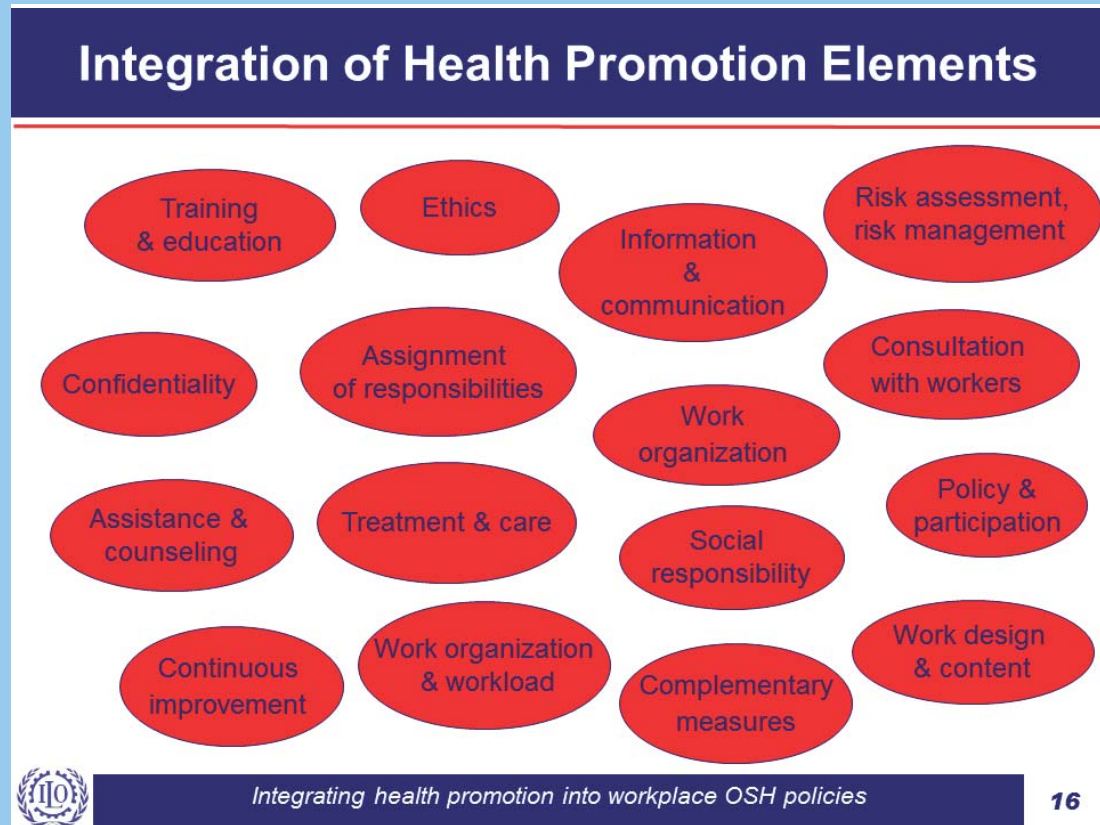 Integration of Health Promotion Elements
Training
& education
Ethics
Information
&
communication
Risk assessment,
risk management
Confidentiality
Assignment
of responsibilities
Work
organization
Consultation
with workers
Assistance &
counseling
Treatment & care
Social
responsibility
Policy &
participation
Continuous
improvement
Work organization
& workload
Complementary
measures
Work design
& content
ILO
Integrating health promotion into workplace OSH policies
16